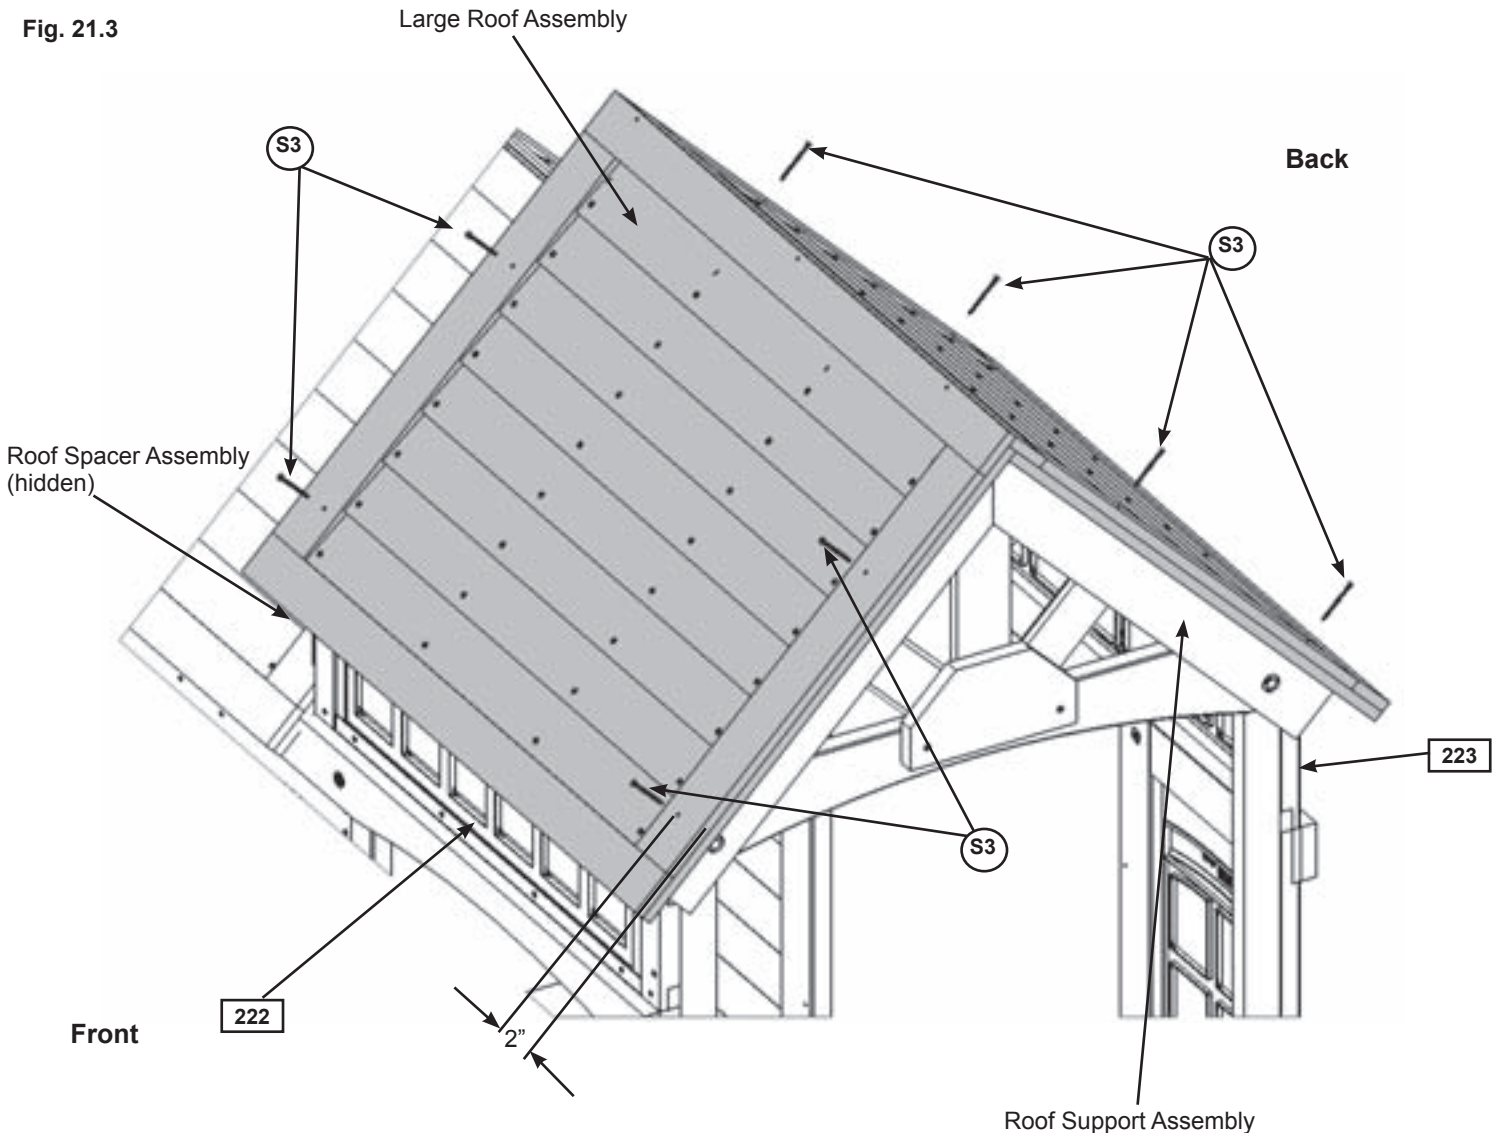 Fig. 21.3
Large Roof Assembly
S3
Back
S3
Roof Spacer Assembly
(hidden)
223
S3
222
Front
2”
Roof Support Assembly